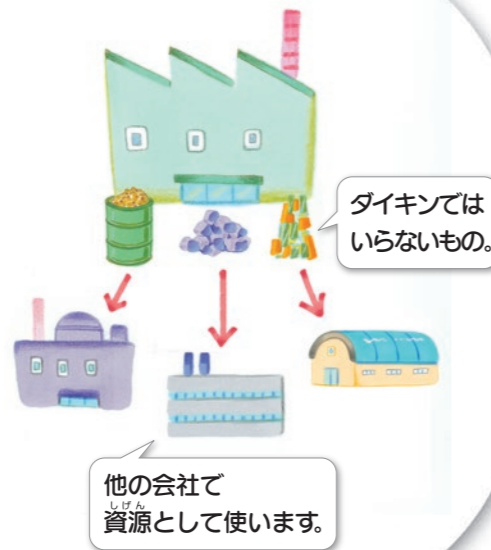 ダイキンでは
いらないもの。
他の会社で
しげん
資源として使います。